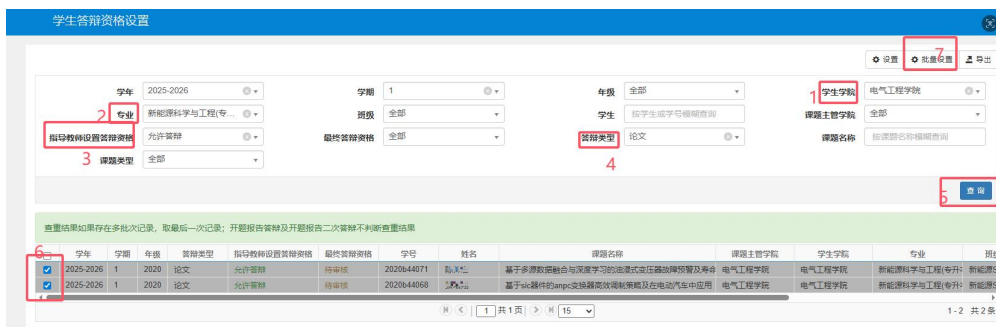 学生答辩资格设置
设置 批量设置 导出
7
学年 2025-2026 学期 1 年级 全部 1 学生学院 电气工程学院
2 专业 新能源科学与工程(专... 班级 全部 学生 按学生或学号模糊查询 课题主管学院 全部
指导教师设置答辩资格 允许答辩 最终答辩资格 全部 答辩类型 论文 课题名称 按课题名称模糊查询
3 课题类型 全部 4
5 查询
查重结果如果存在多批次记录，取最后一次记录；开题报告答辩及开题报告二次答辩不判断查重结果
6 学年 学期 年级 答辩类型 指导教师设置答辩资格 最终答辩资格 学号 姓名 课题名称 课题主管学院 学生学院 专业 班级
2025-2026 1 2020 论文 允许答辩 待审核 2020b44071 基于多源数据融合与深度学习的油浸式变压器故障预警及寿命 电气工程学院 电气工程学院 新能源科学与工程(专升本 新能源S
2025-2026 1 2020 论文 允许答辩 待审核 2020b44068 基于sic器件的anpc变换器高效调制策略及在电动汽车中应用 电气工程学院 电气工程学院 新能源科学与工程(专升本 新能源S
1 共1页 15 1-2 共2条